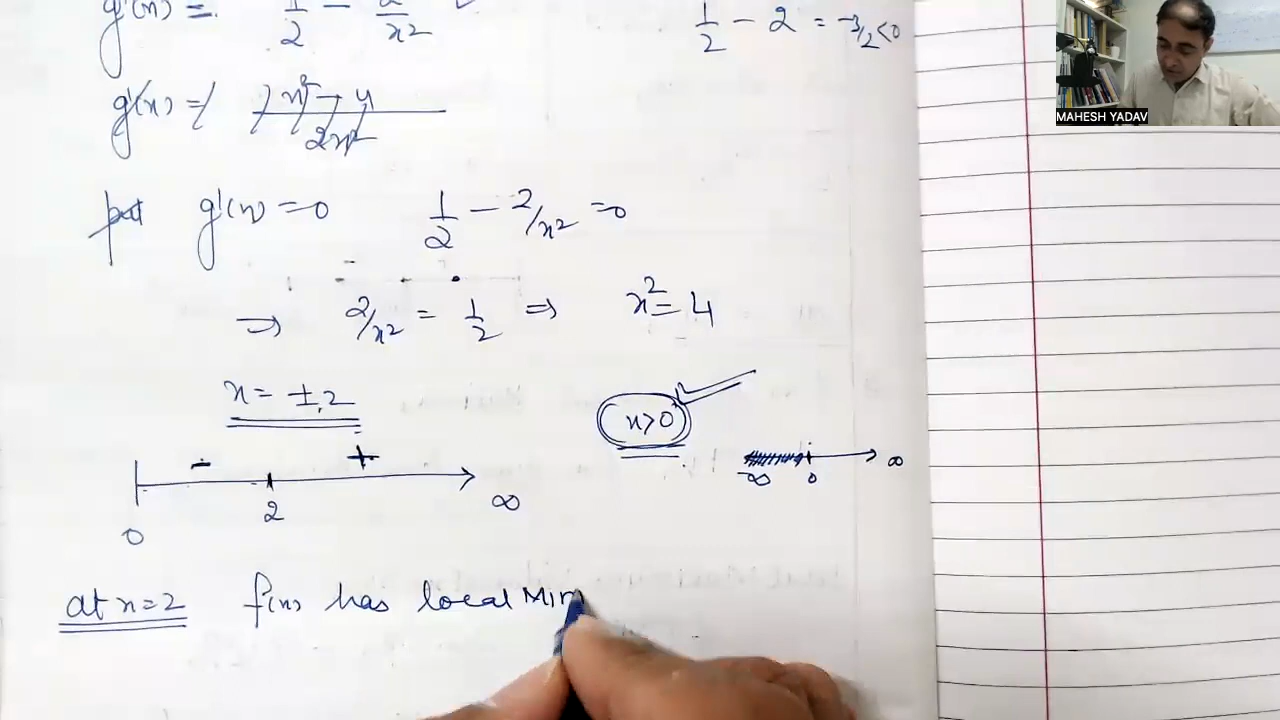 g'(x) = 1/2 - 2/x²
1/2 - 2 = -3/2 < 0
MAHESH YADAV
g'(x) = x² - 4 / 2x²
put g'(x) = 0 1/2 - 2/x² = 0
⇒ 2/x² = 1/2 ⇒ x² = 4
x = ±2
x > 0
- +
0 2 ∞
-∞ 0 ∞
at x = 2 f(x) has local Min